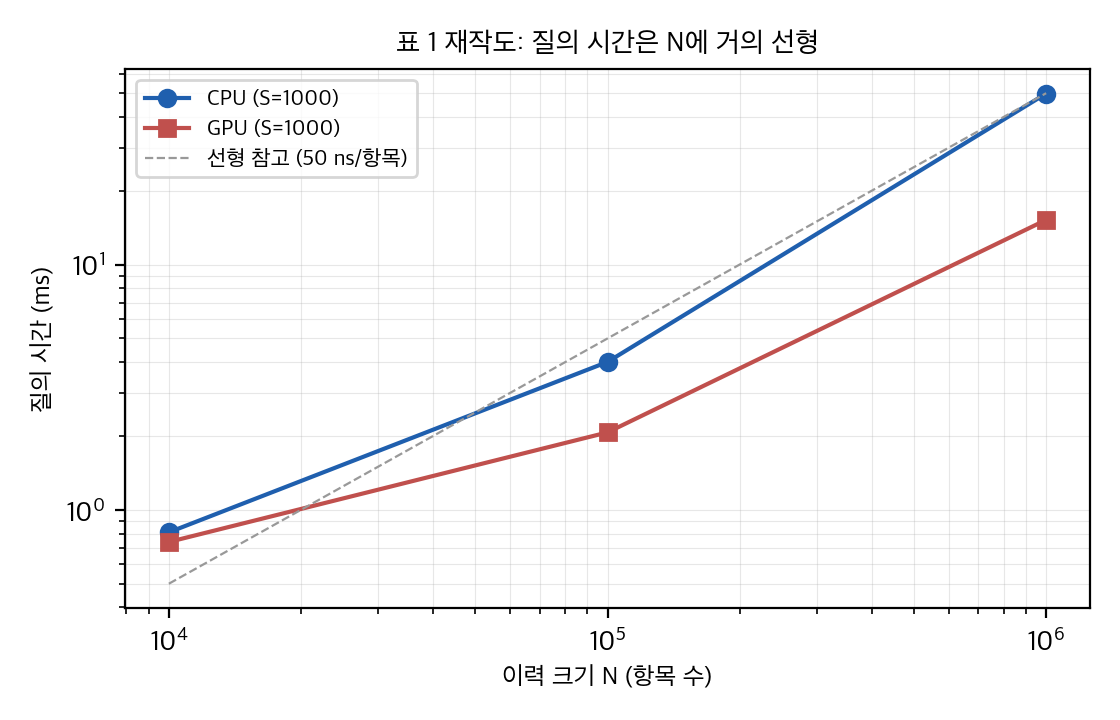 표 1 재작도: 질의 시간은 N에 거의 선형
CPU (S=1000)
GPU (S=1000)
선형 참고 (50 ns/항목)
질의 시간 (ms)
10¹
10⁰
10⁴
10⁵
10⁶
이력 크기 N (항목 수)